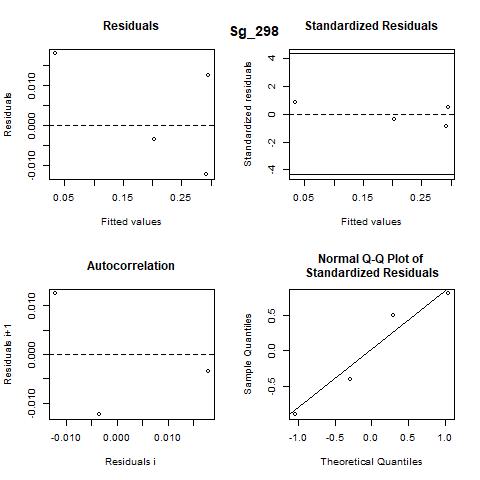 Sg_298
Residuals
Residuals
0.010
0.000
-0.010
0.05
0.15
0.25
Fitted values
Standardized Residuals
Standardized residuals
4
2
0
-2
-4
0.05
0.15
0.25
Fitted values
Autocorrelation
Residuals i+1
0.010
0.000
-0.010
-0.010
0.000
0.010
Residuals i
Normal Q-Q Plot of
Standardized Residuals
Sample Quantiles
0.5
0.0
-0.5
-1.0
-0.5
0.0
0.5
1.0
Theoretical Quantiles